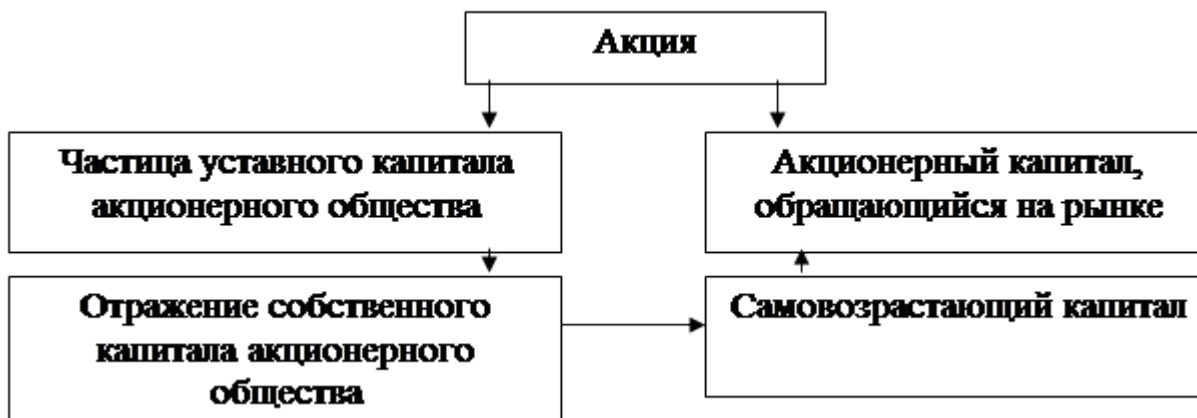 Акция
Частица уставного капитала
акционерного общества
Акционерный капитал,
обращающийся на рынке
Отражение собственного
капитала акционерного
общества
Самовозрастающий капитал